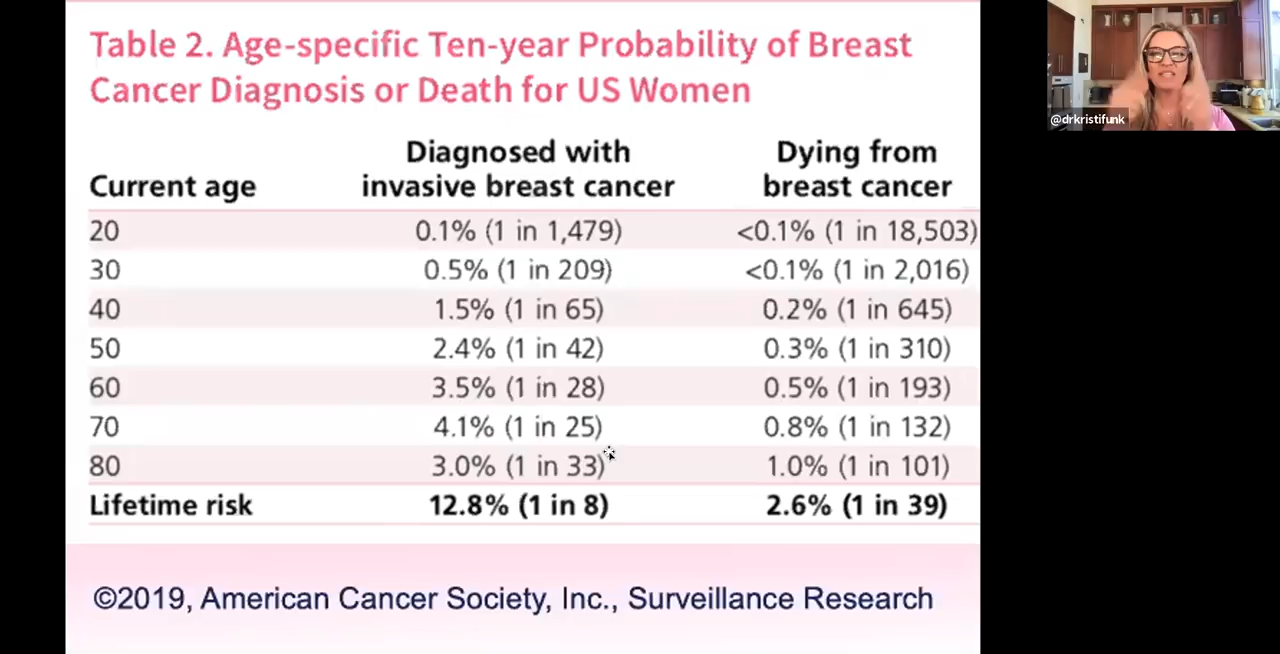 Table 2. Age-specific Ten-year Probability of Breast
Cancer Diagnosis or Death for US Women
Current age Diagnosed with invasive breast cancer Dying from breast cancer
20 0.1% (1 in 1,479) <0.1% (1 in 18,503)
30 0.5% (1 in 209) <0.1% (1 in 2,016)
40 1.5% (1 in 65) 0.2% (1 in 645)
50 2.4% (1 in 42) 0.3% (1 in 310)
60 3.5% (1 in 28) 0.5% (1 in 193)
70 4.1% (1 in 25) 0.8% (1 in 132)
80 3.0% (1 in 33) 1.0% (1 in 101)
Lifetime risk 12.8% (1 in 8) 2.6% (1 in 39)
©2019, American Cancer Society, Inc., Surveillance Research
@drkristifunk